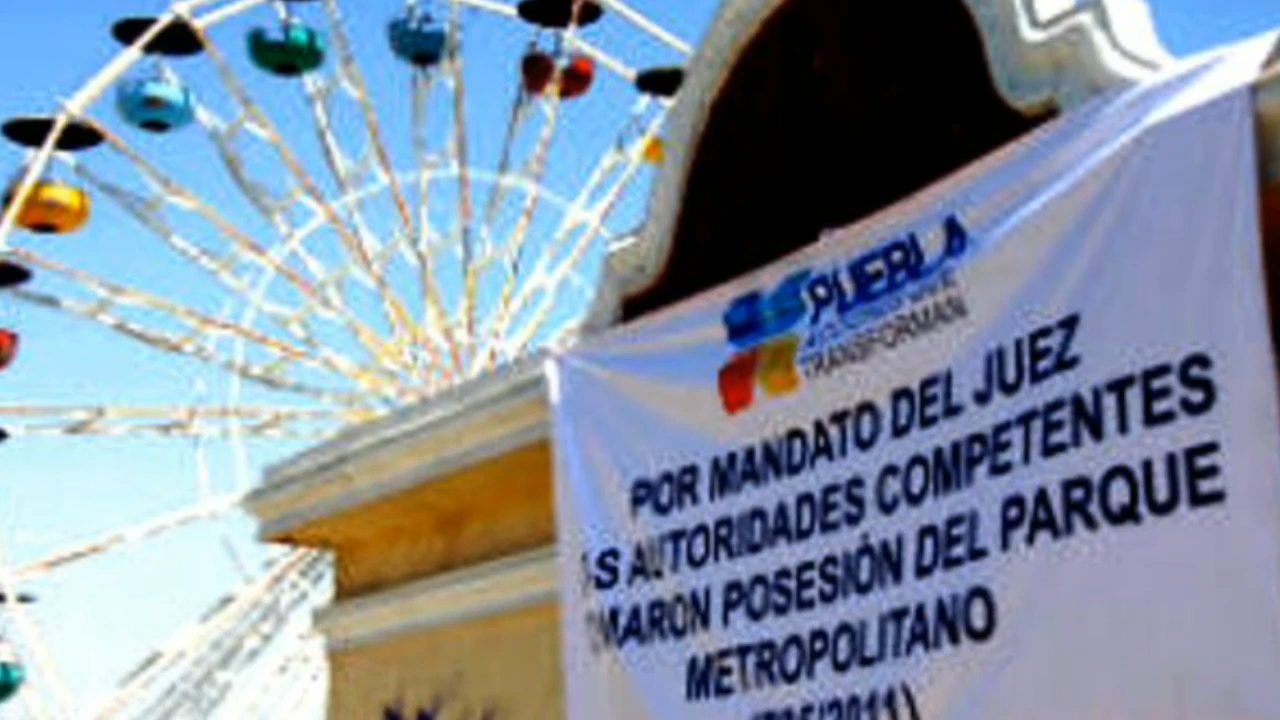 PUEBLA
TRANSFORMAN
POR MANDATO DEL JUEZ
AUTORIDADES COMPETENTES
POSESIÓN DEL PARQUE
METROPOLITANO